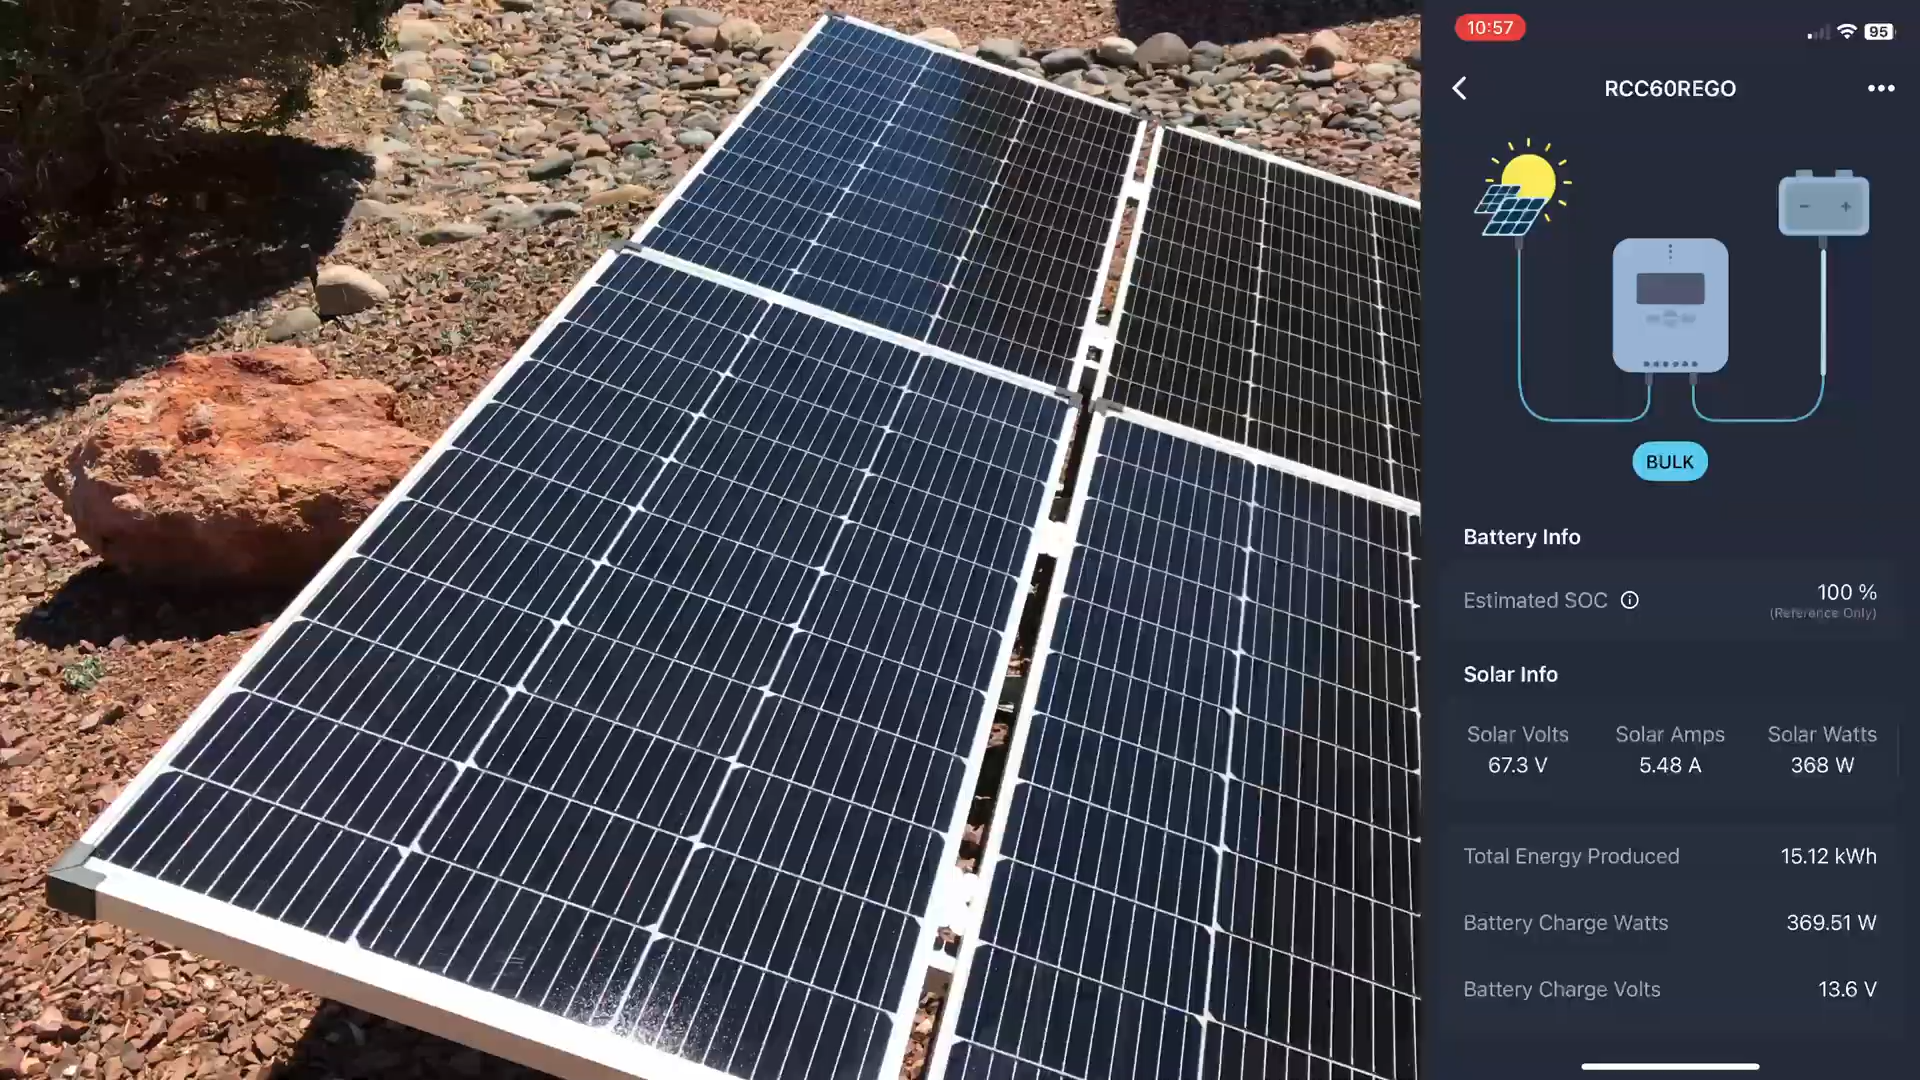 10:57
95
RCC60REGO
BULK
Battery Info
Estimated SOC
100 %
(Reference Only)
Solar Info
Solar Volts Solar Amps Solar Watts
67.3 V 5.48 A 368 W
Total Energy Produced 15.12 kWh
Battery Charge Watts 369.51 W
Battery Charge Volts 13.6 V